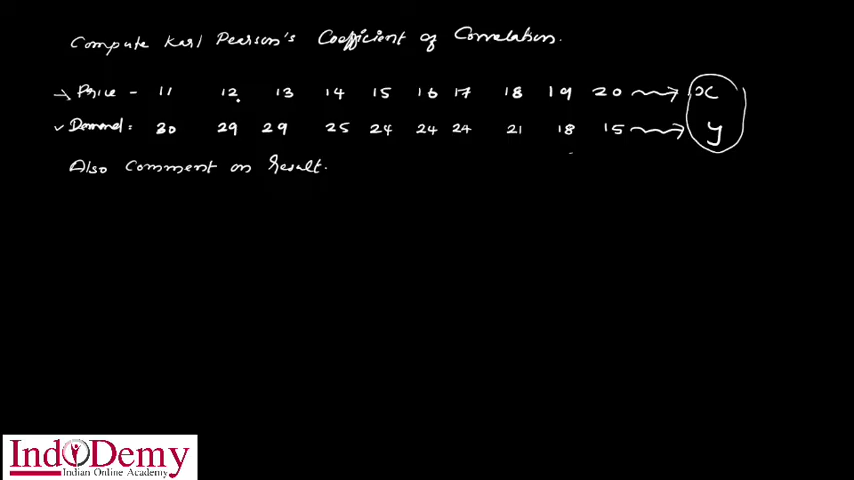 Compute Karl Pearson's Coefficient of Correlation.
→ Price - 11 12 13 14 15 16 17 18 19 20 → x
✓ Demand: 30 29 29 25 24 24 24 21 18 15 → y
Also Comment on Result.
IndoDemy
Indian Online Academy